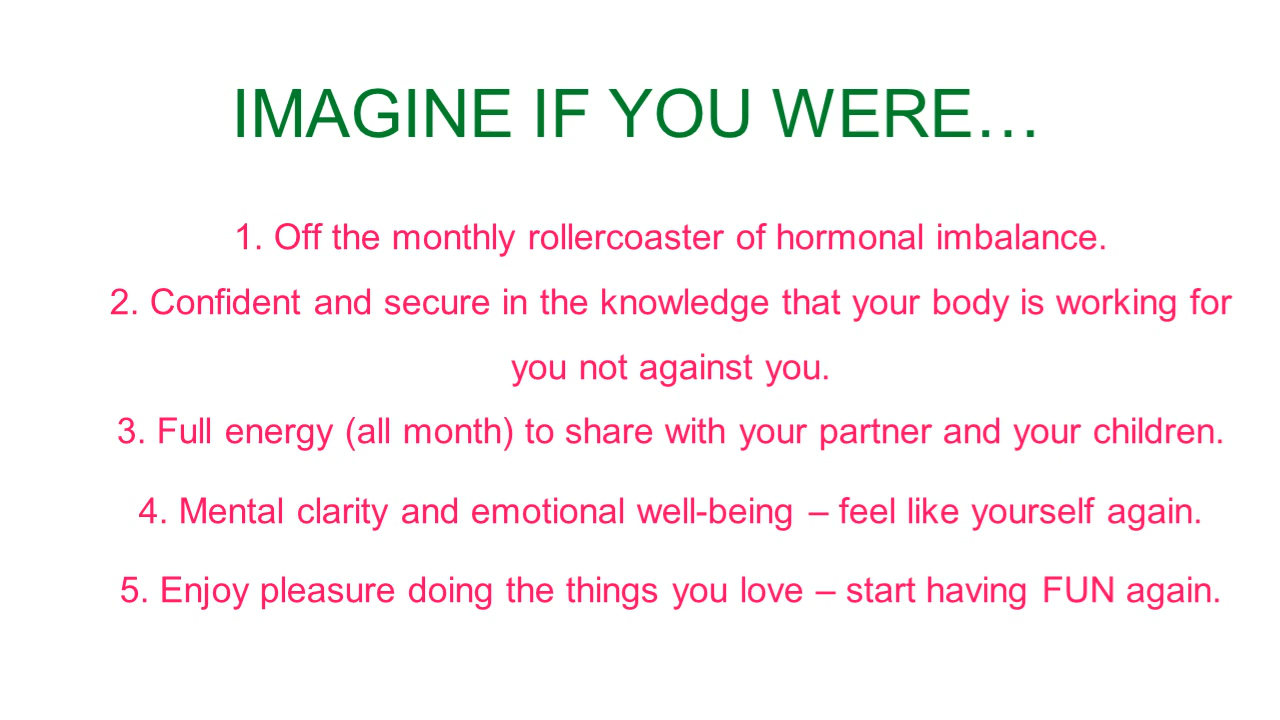 IMAGINE IF YOU WERE…
1. Off the monthly rollercoaster of hormonal imbalance.
2. Confident and secure in the knowledge that your body is working for
you not against you.
3. Full energy (all month) to share with your partner and your children.
4. Mental clarity and emotional well-being – feel like yourself again.
5. Enjoy pleasure doing the things you love – start having FUN again.